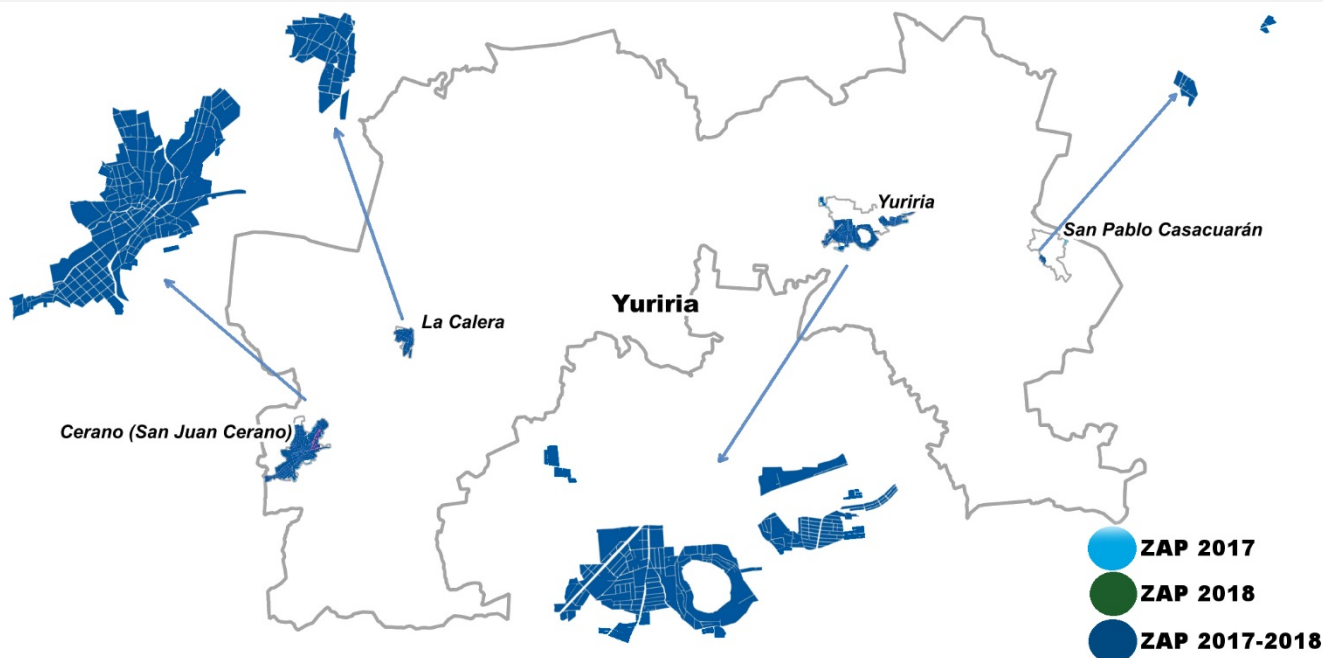 Yuriria
San Pablo Casacuarán
Yuriria
La Calera
Cerano (San Juan Cerano)
ZAP 2017
ZAP 2018
ZAP 2017-2018